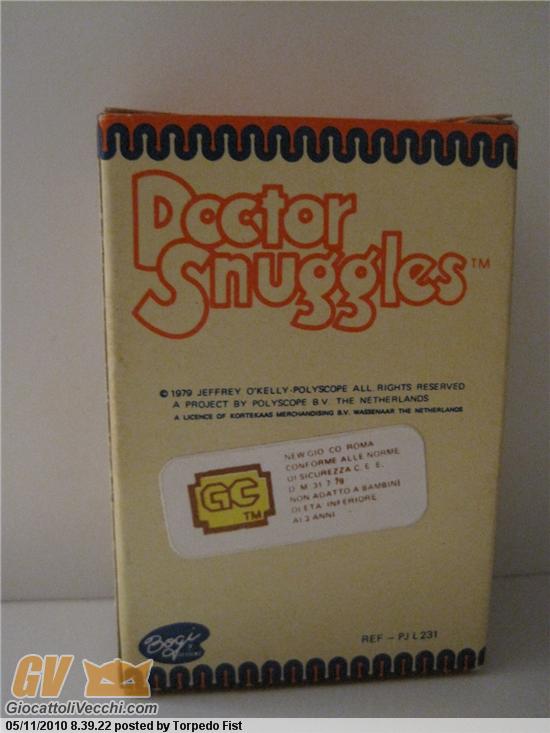 Doctor
Snuggles™
© 1979 JEFFREY O'KELLY-POLYSCOPE ALL RIGHTS RESERVED
A PROJECT BY POLYSCOPE B.V. THE NETHERLANDS
A LICENCE OF KORTEKAAS MERCHANDISING B.V. WASSENAAR THE NETHERLANDS
GC
TM
NEW GIO CO ROMA
CONFORME ALLE NORME
DI SICUREZZA C.E.E.
D M 31 7 79
NON ADATTO A BAMBINI
DI ETA' INFERIORE
AI 3 ANNI
Bogi
REF - PJL231
GV
GiocattoliVecchi.com
05/11/2010 8.39.22 posted by Torpedo Fist